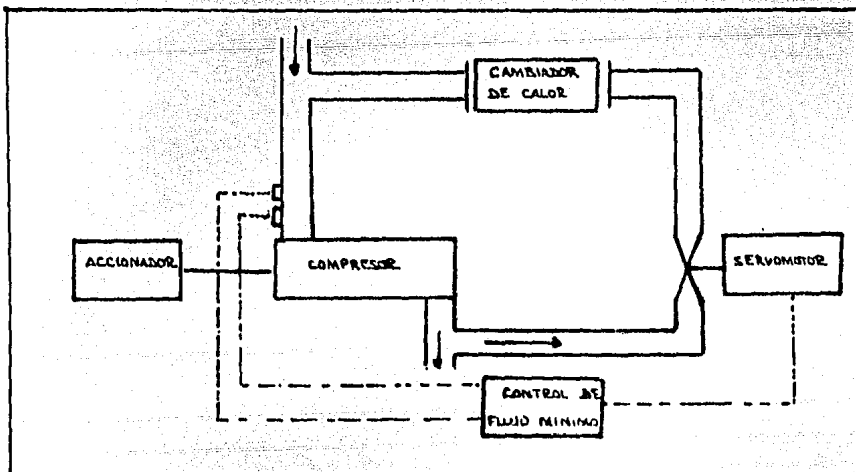 CAMBIADOR
DE CALOR
ACCIONADOR
COMPRESOR
SERVOMOTOR
CONTROL DE
FLUJO MINIMO